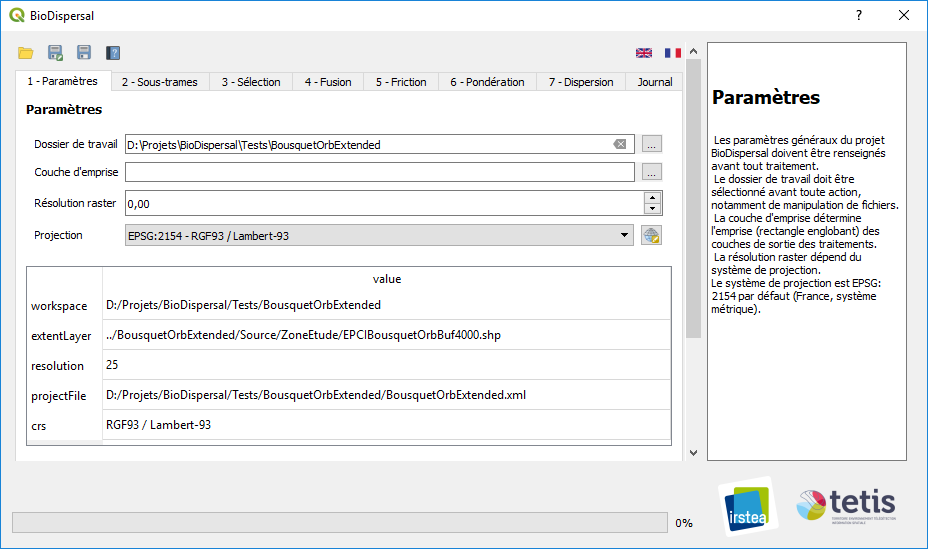 BioDispersal
?
1 - Paramètres 2 - Sous-trames 3 - Sélection 4 - Fusion 5 - Friction 6 - Pondération 7 - Dispersion Journal
Paramètres
Dossier de travail D:\Projets\BioDispersal\Tests\BousquetOrbExtended ...
Couche d'emprise ...
Résolution raster 0,00
Projection EPSG:2154 - RGF93 / Lambert-93
value
workspace D:/Projets/BioDispersal/Tests/BousquetOrbExtended
extentLayer ../BousquetOrbExtended/Source/ZoneEtude/EPCIBousquetOrbBuf4000.shp
resolution 25
projectFile D:/Projets/BioDispersal/Tests/BousquetOrbExtended/BousquetOrbExtended.xml
crs RGF93 / Lambert-93
Paramètres
Les paramètres généraux du projet
BioDispersal doivent être renseignés
avant tout traitement.
Le dossier de travail doit être
sélectionné avant toute action,
notamment de manipulation de fichiers.
La couche d'emprise détermine
l'emprise (rectangle englobant) des
couches de sortie des traitements.
La résolution raster dépend du
système de projection.
Le système de projection est EPSG:
2154 par défaut (France, système
métrique).
0%
irstea
tetis